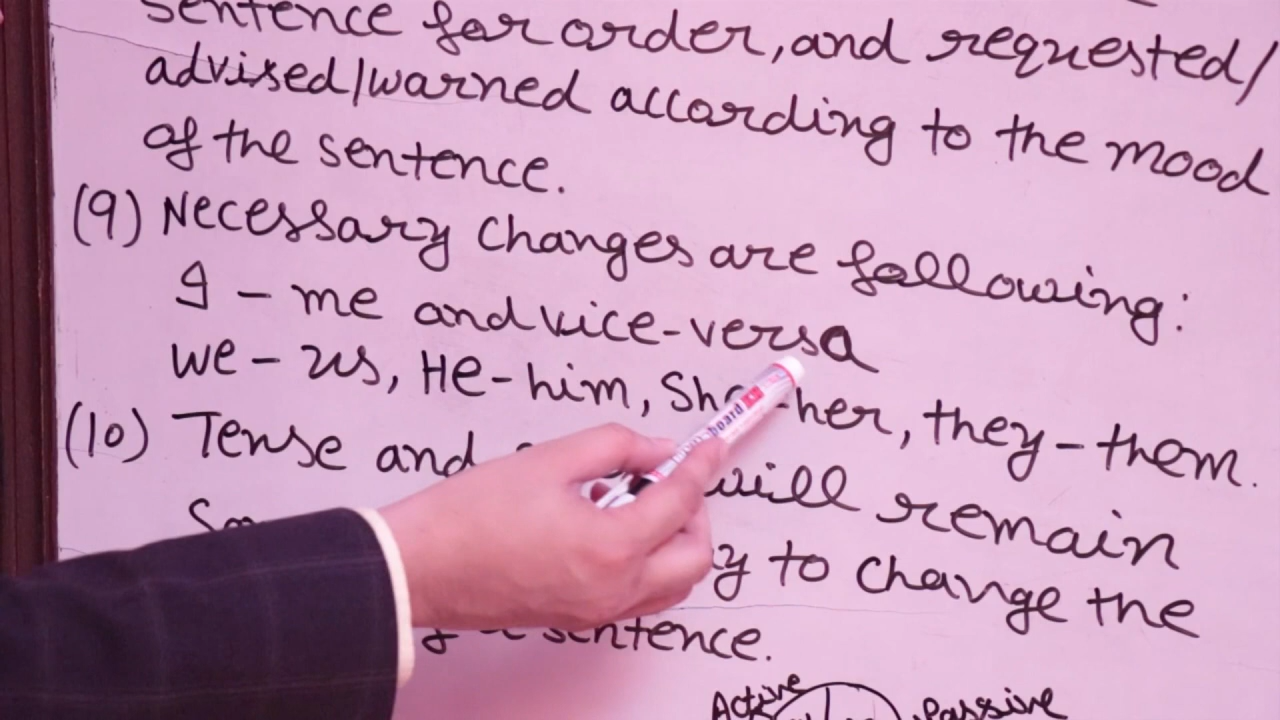 sentence for order, and requested/
advised/warned according to the mood
of the sentence.
(9) Necessary changes are following:
I - me and vice-versa
we - us, He - him, She - her, they - them.
(10) Tense and will remain
to change the
sentence.
Active Passive
board